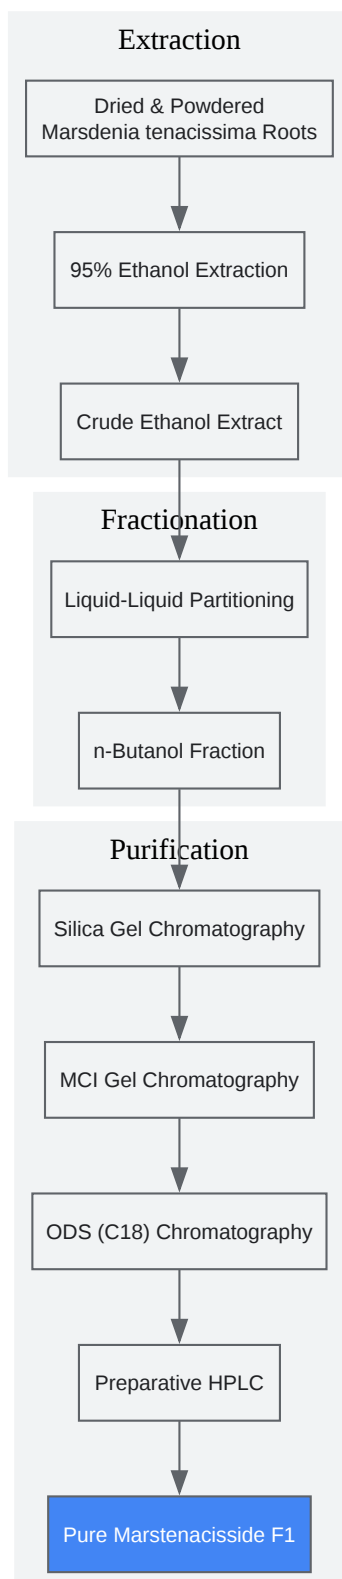 Extraction
Dried & Powdered
Marsdenia tenacissima Roots
95% Ethanol Extraction
Crude Ethanol Extract
Fractionation
Liquid-Liquid Partitioning
n-Butanol Fraction
Purification
Silica Gel Chromatography
MCI Gel Chromatography
ODS (C18) Chromatography
Preparative HPLC
Pure Marstenacisside F1